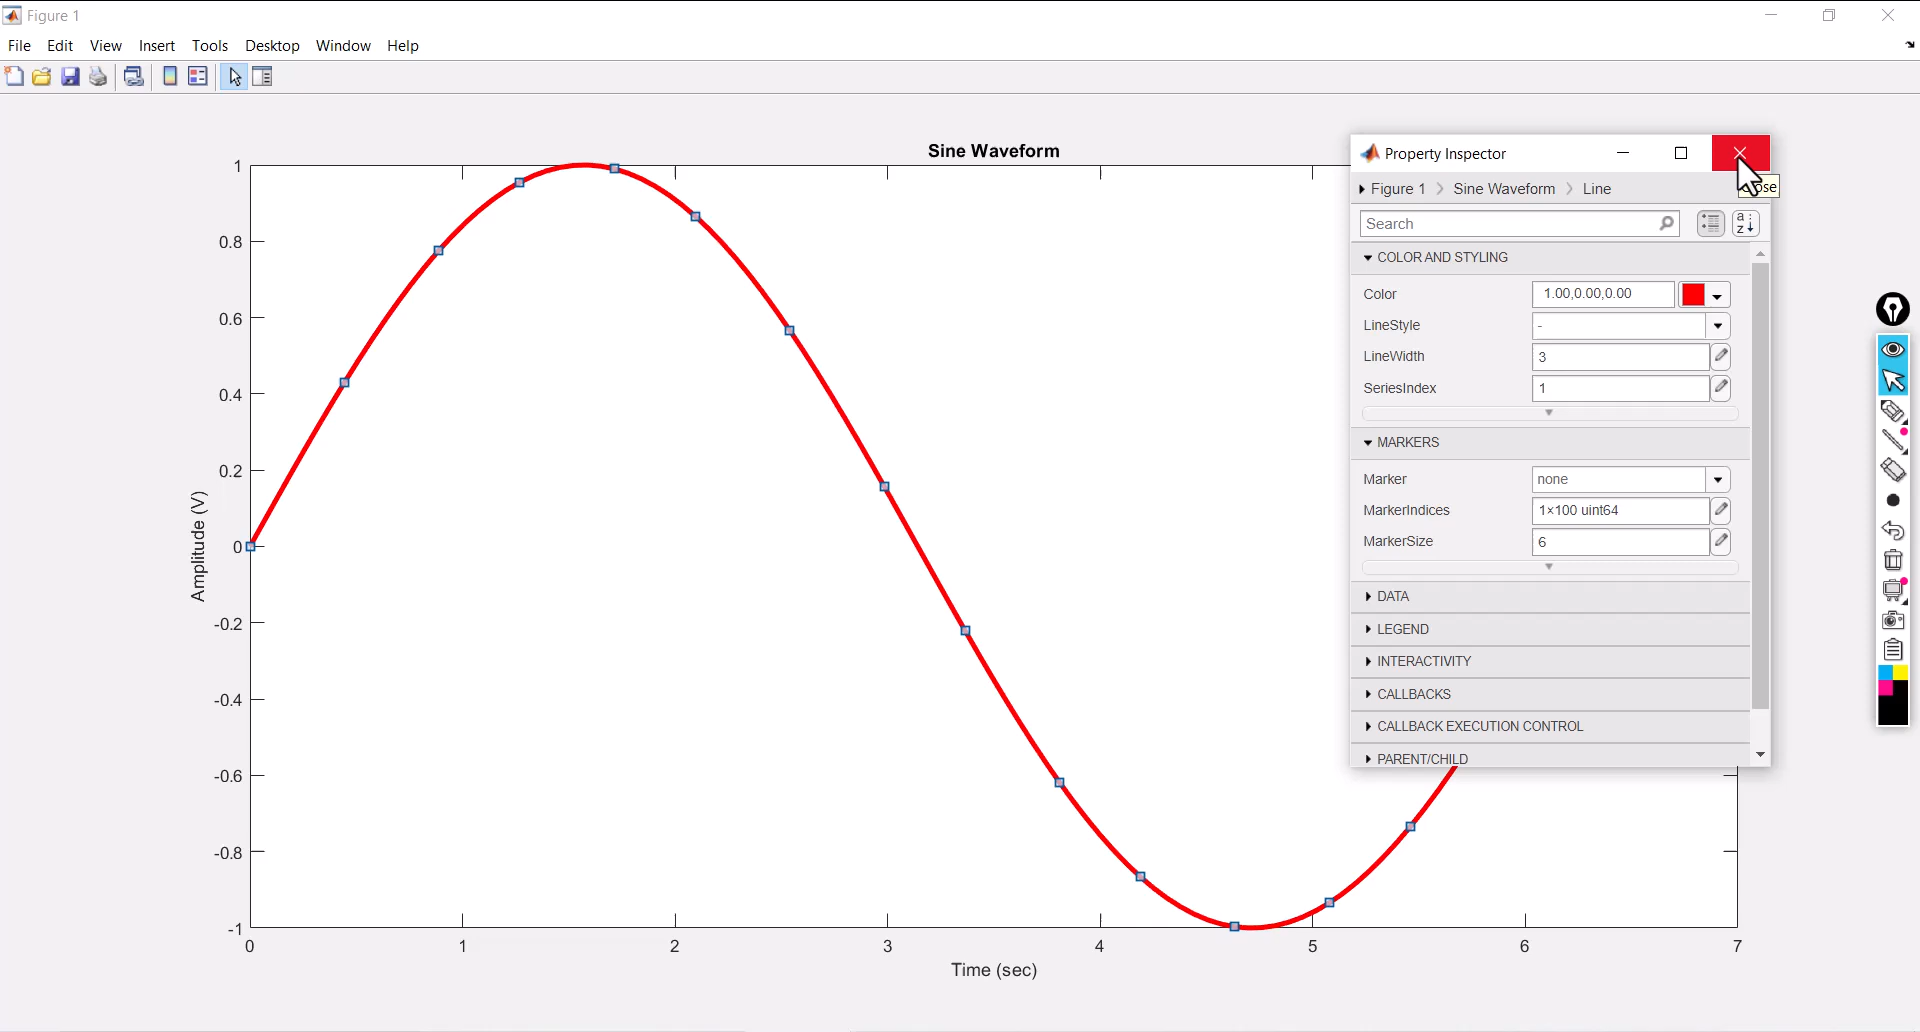 Figure 1
File Edit View Insert Tools Desktop Window Help
Sine Waveform
1
0.8
0.6
0.4
0.2
0
-0.2
-0.4
-0.6
-0.8
-1
Amplitude (V)
0 1 2 3 4 5 6 7
Time (sec)
Property Inspector
Figure 1 Sine Waveform Line
Search
a
z
COLOR AND STYLING
Color 1.00,0.00,0.00
LineStyle -
LineWidth 3
SeriesIndex 1
MARKERS
Marker none
MarkerIndices 1×100 uint64
MarkerSize 6
DATA
LEGEND
INTERACTIVITY
CALLBACKS
CALLBACK EXECUTION CONTROL
PARENT/CHILD